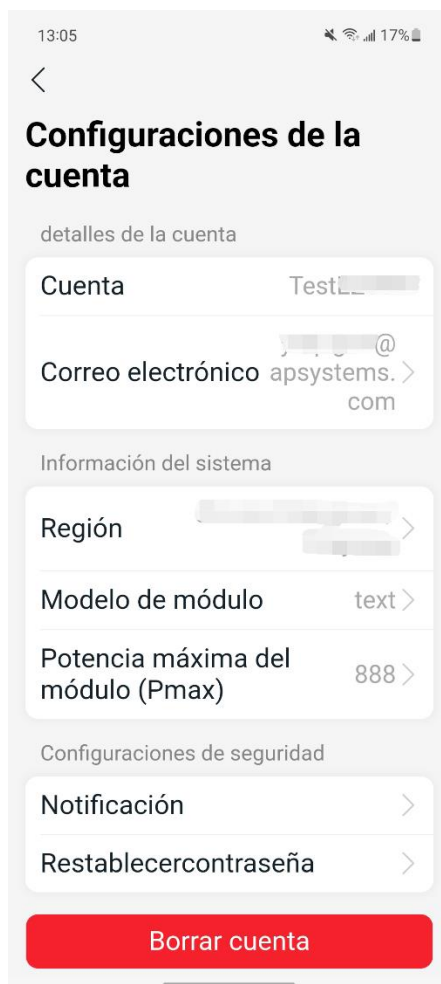 13:05 17%
Configuraciones de la
cuenta
detalles de la cuenta
Cuenta
Correo electrónico apsystems.
com
Información del sistema
Región
Modelo de módulo text
Potencia máxima del
módulo (Pmax) 888
Configuraciones de seguridad
Notificación
Restablecercontraseña
Borrar cuenta